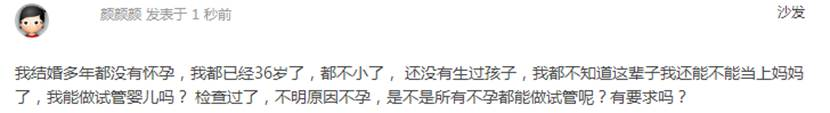 颜颜颜 发表于 1 秒前
沙发
我结婚多年都没有怀孕，我都已经36岁了，都不小了， 还没有生过孩子，我都不知道这辈子我还能不能当上妈妈
了，我能做试管婴儿吗？ 检查过了，不明原因不孕，是不是所有不孕都能做试管呢？有要求吗？